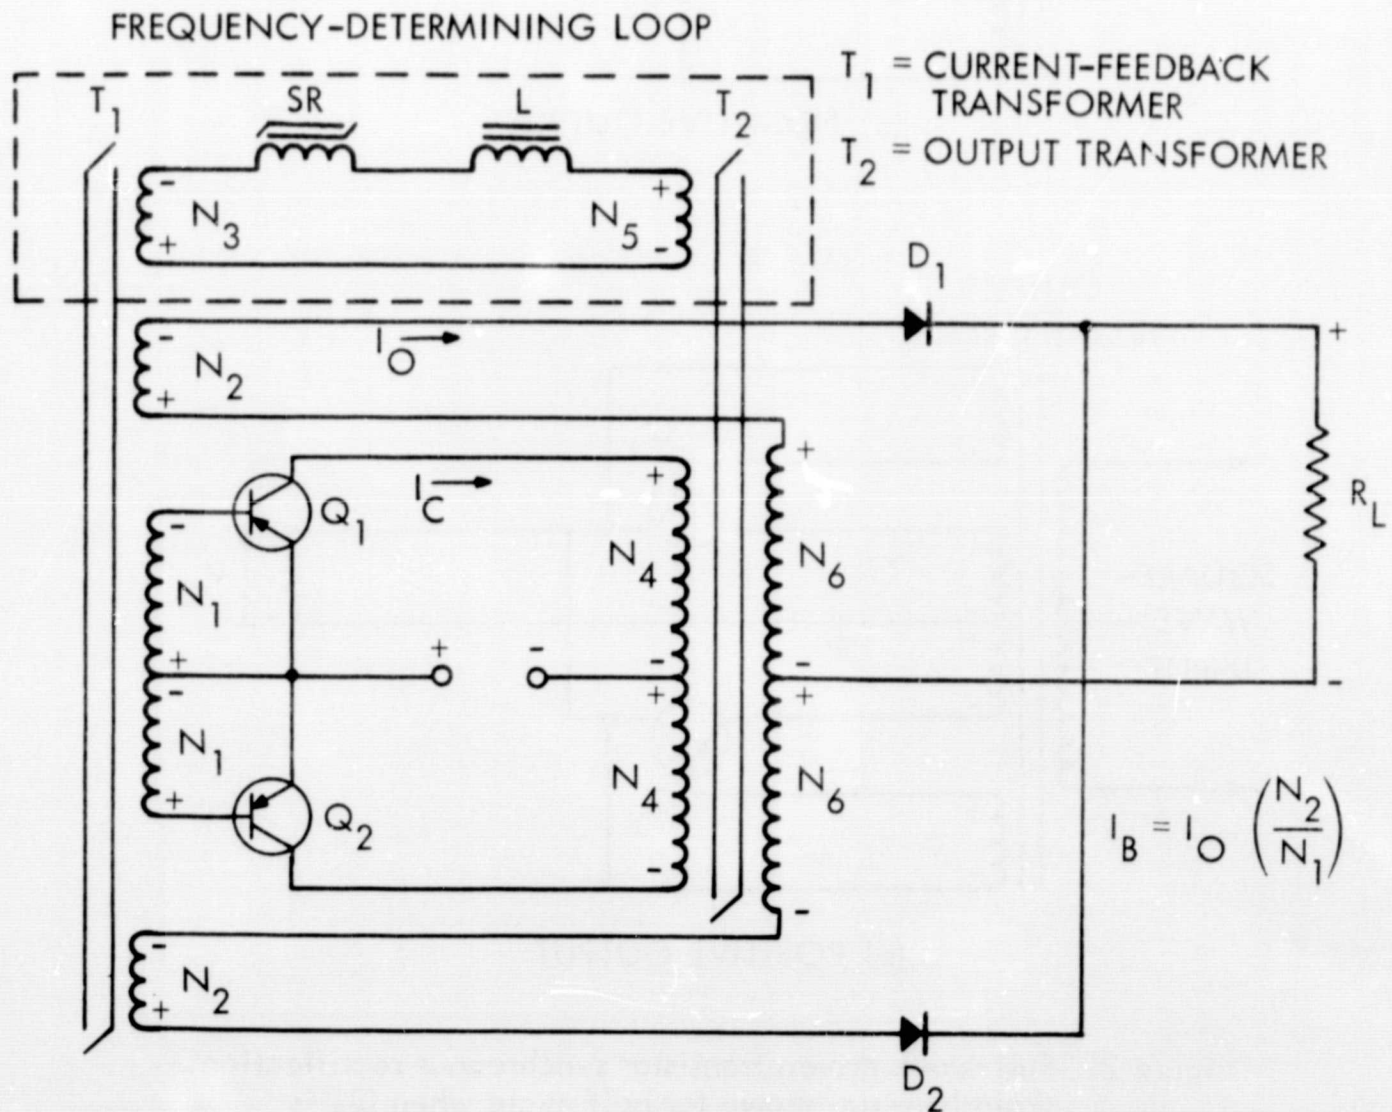 FREQUENCY-DETERMINING LOOP
T1 = CURRENT-FEEDBACK
TRANSFORMER
T2 = OUTPUT TRANSFORMER
T1
SR
L
T2
-
+
N3
N5
+
-
D1
-
IO
+
N2
+
+
IC
+
Q1
-
N1
N4
N6
RL
+
+
-
-
-
-
+
+
-
N1
N4
N6
+
Q2
IB = IO (N2/N1)
-
-
-
N2
+
D2